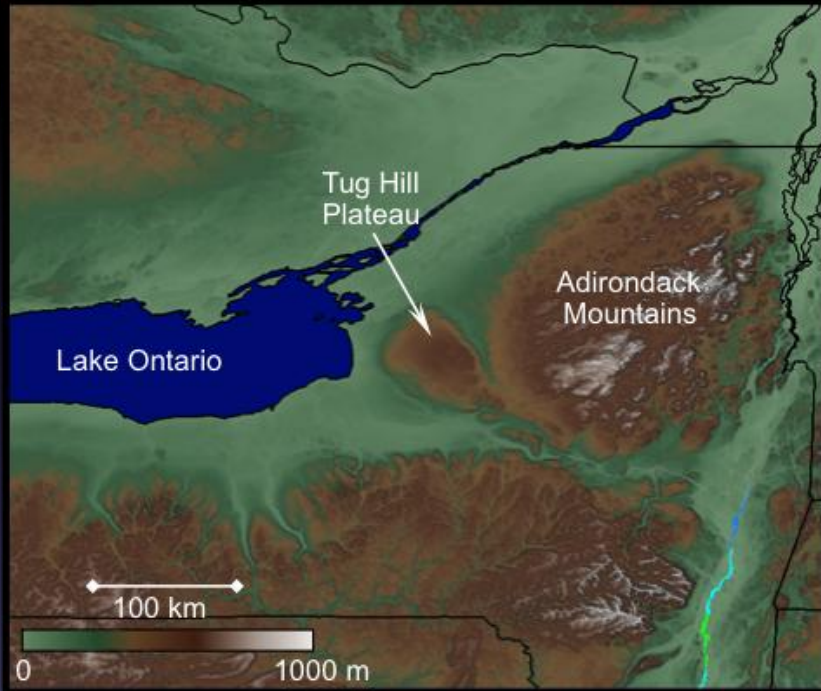 Tug Hill
Plateau
Adirondack
Mountains
Lake Ontario
100 km
0
1000 m